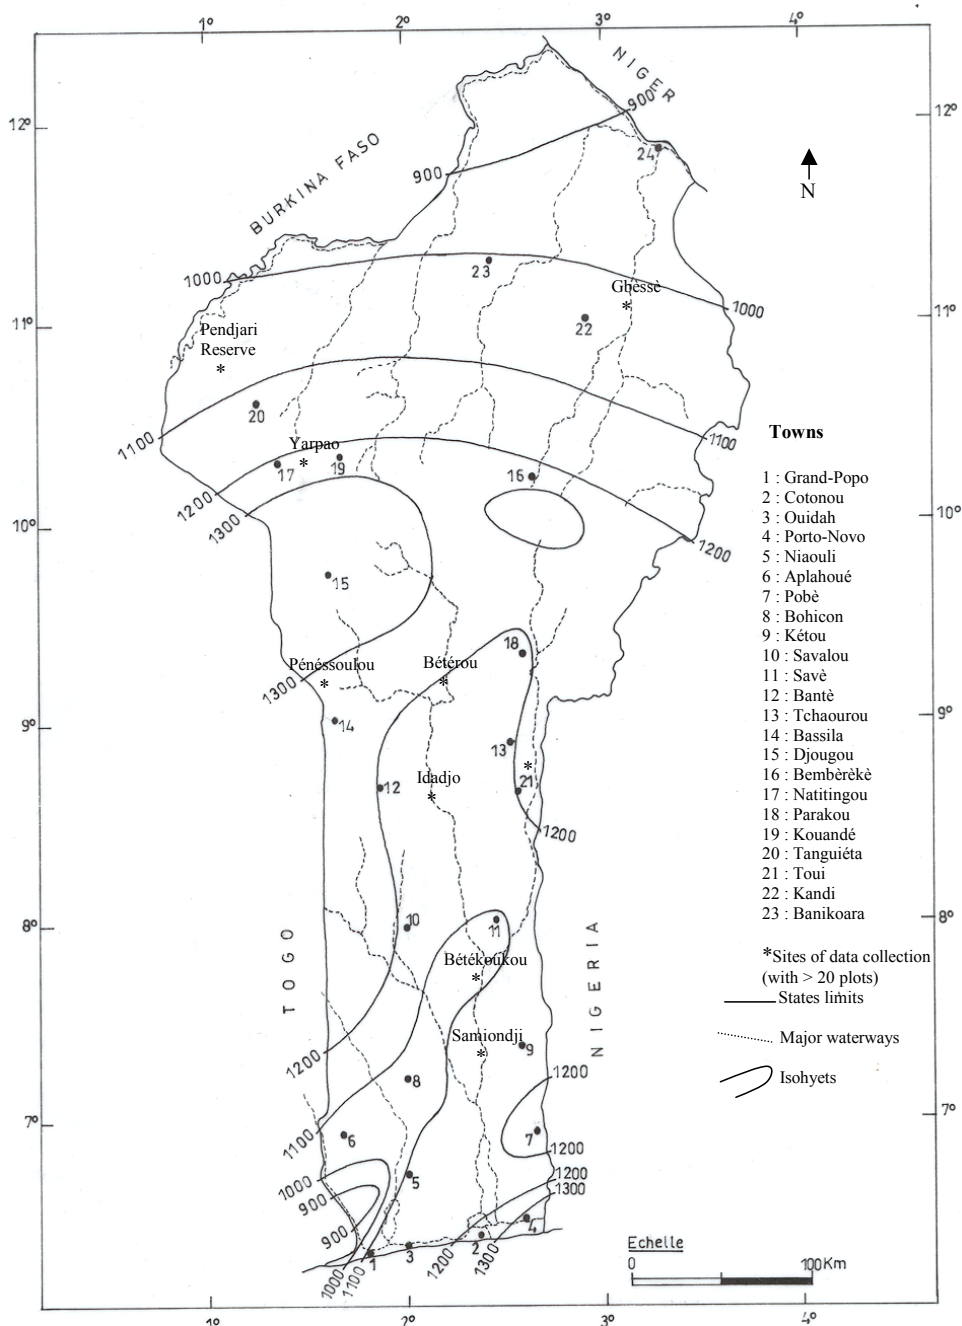 1°
2°
3°
4°
NIGER
900
12°
12°
BURKINA FASO
24
900
N
1000
23
Gbessè
1000
22
11°
11°
Pendjari
Reserve
20
1100
1100
Yarpao
17
19
16
1200
1300
10°
10°
1200
15
18
Pénéssoulou
Bétérou
1300
14
9°
9°
13
Idadjo
12
21
1200
10
11
8°
8°
TOGO
NIGERIA
Bétékoukou
Samiondji
9
1200
1200
8
7°
7°
1100
6
7
1200
1000
5
1200
1300
900
900
4
2
1
3
1000
1100
1200
1300
Towns
1 : Grand-Popo
2 : Cotonou
3 : Ouidah
4 : Porto-Novo
5 : Niaouli
6 : Aplahoué
7 : Pobè
8 : Bohicon
9 : Kétou
10 : Savalou
11 : Savè
12 : Bantè
13 : Tchaourou
14 : Bassila
15 : Djougou
16 : Bembèrèkè
17 : Natitingou
18 : Parakou
19 : Kouandé
20 : Tanguiéta
21 : Toui
22 : Kandi
23 : Banikoara
*Sites of data collection
(with > 20 plots)
States limits
Major waterways
Isohyets
Echelle
0
100Km
1°
2°
3°
4°